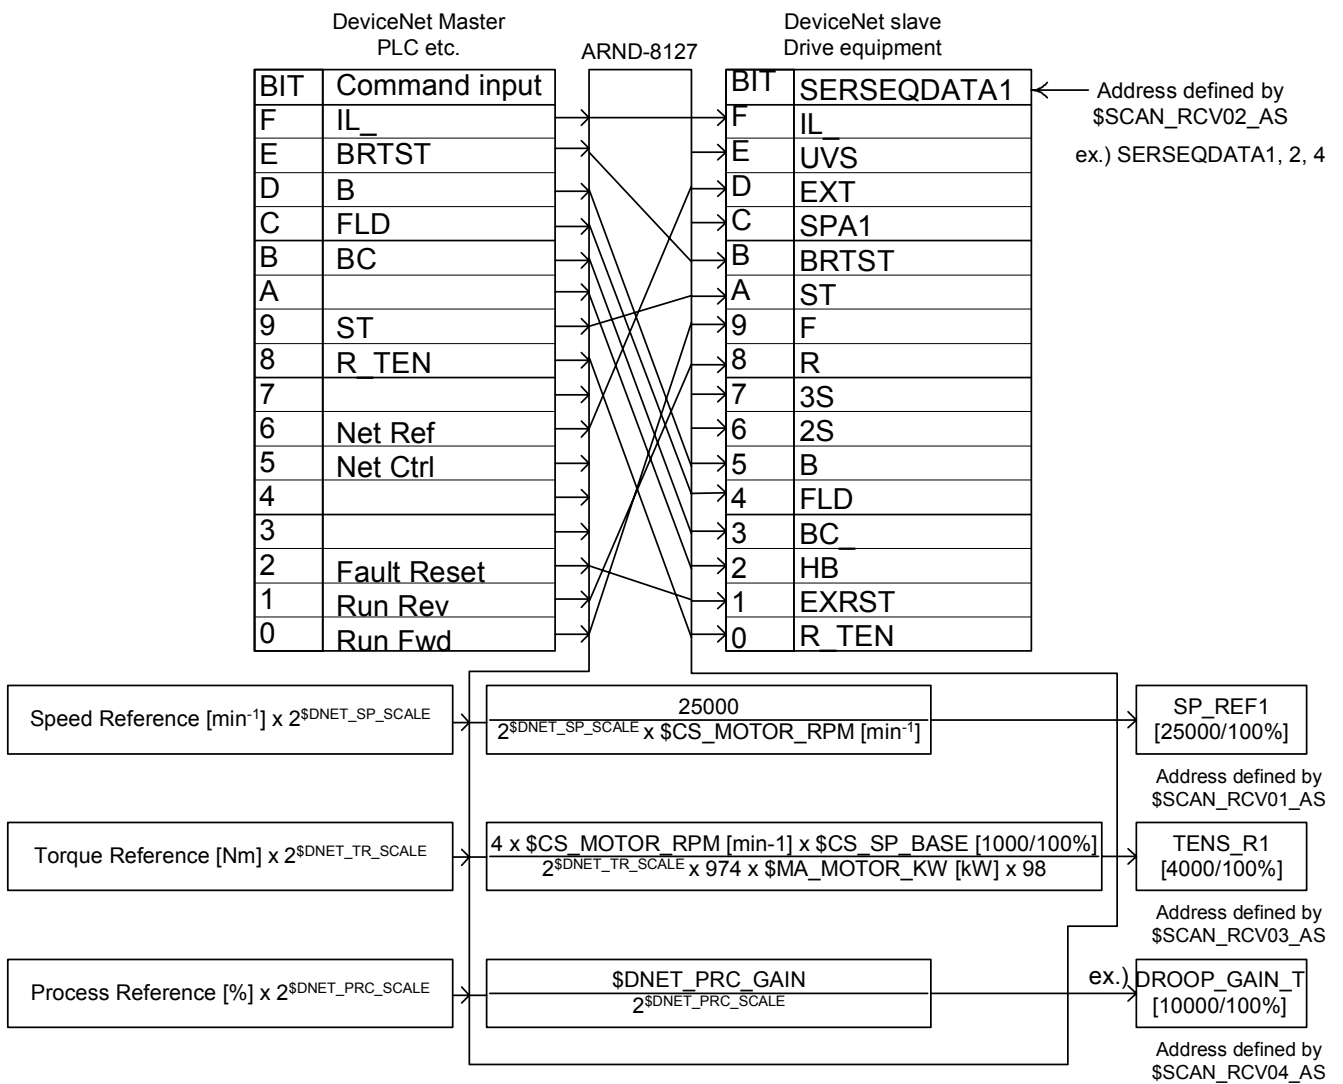 DeviceNet Master
PLC etc.
ARND-8127
DeviceNet slave
Drive equipment
BIT Command input
F IL_
E BRTST
D B
C FLD
B BC
A
9 ST
8 R_TEN
7
6 Net Ref
5 Net Ctrl
4
3
2 Fault Reset
1 Run Rev
0 Run Fwd
BIT SERSEQDATA1
F IL_
E UVS
D EXT
C SPA1
B BRTST
A ST
9 F
8 R
7 3S
6 2S
5 B
4 FLD
3 BC_
2 HB
1 EXRST
0 R_TEN
Address defined by
$SCAN_RCV02_AS
ex.) SERSEQDATA1, 2, 4
Speed Reference [min-1] x 2$DNET_SP_SCALE
25000
2$DNET_SP_SCALE x $CS_MOTOR_RPM [min-1]
SP_REF1
[25000/100%]
Address defined by
$SCAN_RCV01_AS
Torque Reference [Nm] x 2$DNET_TR_SCALE
4 x $CS_MOTOR_RPM [min-1] x $CS_SP_BASE [1000/100%]
2$DNET_TR_SCALE x 974 x $MA_MOTOR_KW [kW] x 98
TENS_R1
[4000/100%]
Address defined by
$SCAN_RCV03_AS
Process Reference [%] x 2$DNET_PRC_SCALE
$DNET_PRC_GAIN
2$DNET_PRC_SCALE
ex.) DROOP_GAIN_T
[10000/100%]
Address defined by
$SCAN_RCV04_AS